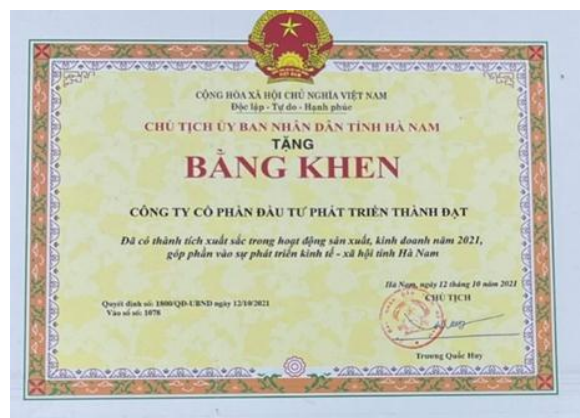 CỘNG HÒA XÃ HỘI CHỦ NGHĨA VIỆT NAM
Độc lập - Tự do - Hạnh phúc
CHỦ TỊCH ỦY BAN NHÂN DÂN TỈNH HÀ NAM
TẶNG
BẰNG KHEN
CÔNG TY CỔ PHẦN ĐẦU TƯ PHÁT TRIỂN THÀNH ĐẠT
Đã có thành tích xuất sắc trong hoạt động sản xuất, kinh doanh năm 2021,
góp phần vào sự phát triển kinh tế - xã hội tỉnh Hà Nam
Hà Nam, ngày 12 tháng 10 năm 2021
CHỦ TỊCH
Quyết định số: 1800/QĐ-UBND ngày 12/10/2021
Vào sổ số: 1078
Trương Quốc Huy